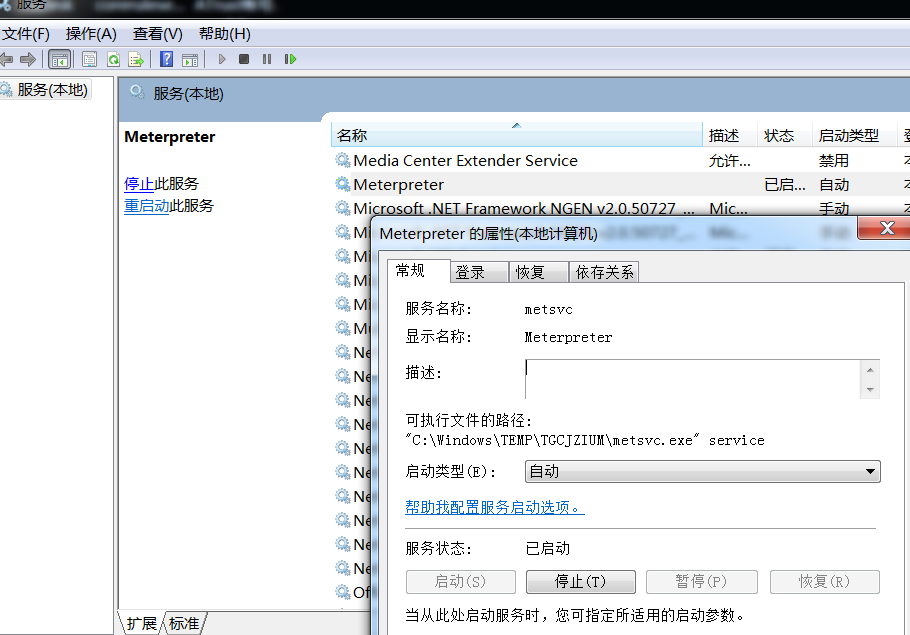 服务
文件(F) 操作(A) 查看(V) 帮助(H)
服务(本地)
服务(本地)
Meterpreter
停止此服务
重启动此服务
名称 描述 状态 启动类型
Media Center Extender Service 允许... 禁用
Meterpreter 已启... 自动
Microsoft .NET Framework NGEN v2.0.50727_... Mic... 手动
Mi
Mi
Mi
Mi
Ne
Ne
Ne
Ne
Ne
Ne
Ne
Ne
Ne
Ne
Of
Meterpreter 的属性(本地计算机)
常规 登录 恢复 依存关系
服务名称: metsvc
显示名称: Meterpreter
描述:
可执行文件的路径:
"C:\Windows\TEMP\TGCJZIUM\metsvc.exe" service
启动类型(E): 自动
帮助我配置服务启动选项。
服务状态: 已启动
启动(S) 停止(T) 暂停(P) 恢复(R)
当从此处启动服务时，您可指定所适用的启动参数。
扩展 标准